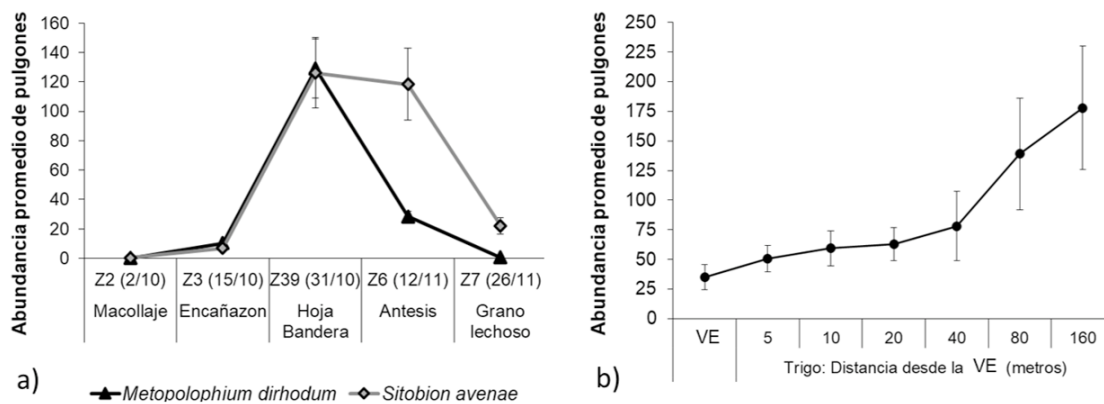 Abundancia promedio de pulgones
160
140
120
100
80
60
40
20
0
Z2 (2/10) Z3 (15/10) Z39 (31/10) Z6 (12/11) Z7 (26/11)
Macollaje Encañazon Hoja Bandera Antesis Grano lechoso
a)
Metopolophium dirhodum Sitobion avenae
Abundancia promedio de pulgones
250
225
200
175
150
125
100
75
50
25
0
VE 5 10 20 40 80 160
Trigo: Distancia desde la VE (metros)
b)